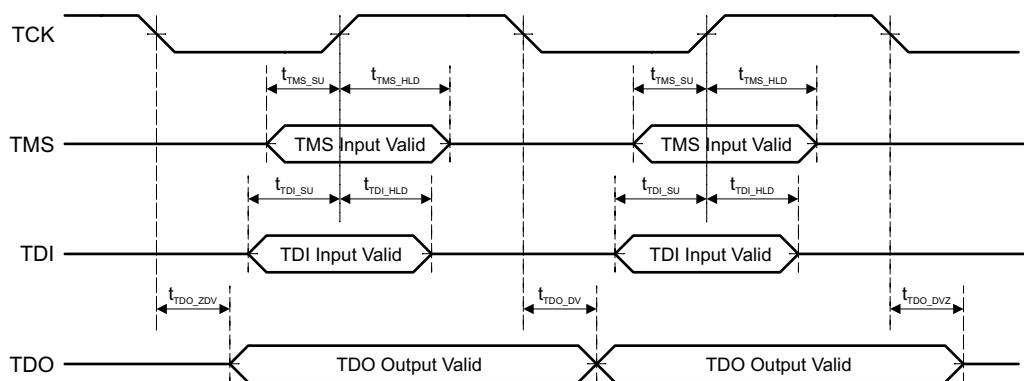 TCK
tTMS_SU tTMS_HLD tTMS_SU tTMS_HLD
TMS TMS Input Valid TMS Input Valid
tTDI_SU tTDI_HLD tTDI_SU tTDI_HLD
TDI TDI Input Valid TDI Input Valid
tTDO_ZDV tTDO_DV tTDO_DVZ
TDO TDO Output Valid TDO Output Valid